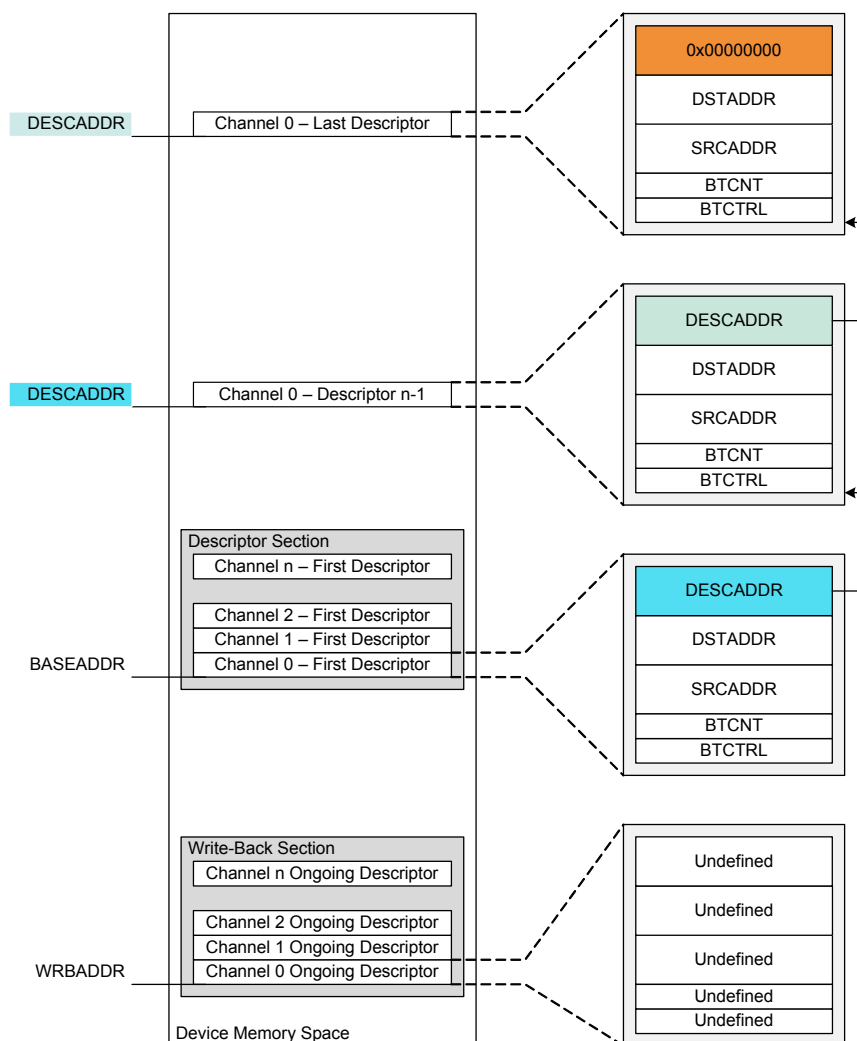 0x00000000
DESCADDR
Channel 0 – Last Descriptor
DSTADDR
SRCADDR
BTCNT
BTCTRL
DESCADDR
DESCADDR
Channel 0 – Descriptor n-1
DSTADDR
SRCADDR
BTCNT
BTCTRL
Descriptor Section
Channel n – First Descriptor
Channel 2 – First Descriptor
Channel 1 – First Descriptor
BASEADDR
Channel 0 – First Descriptor
DESCADDR
DSTADDR
SRCADDR
BTCNT
BTCTRL
Write-Back Section
Channel n Ongoing Descriptor
Channel 2 Ongoing Descriptor
Channel 1 Ongoing Descriptor
WRBADDR
Channel 0 Ongoing Descriptor
Undefined
Undefined
Undefined
Undefined
Undefined
Device Memory Space